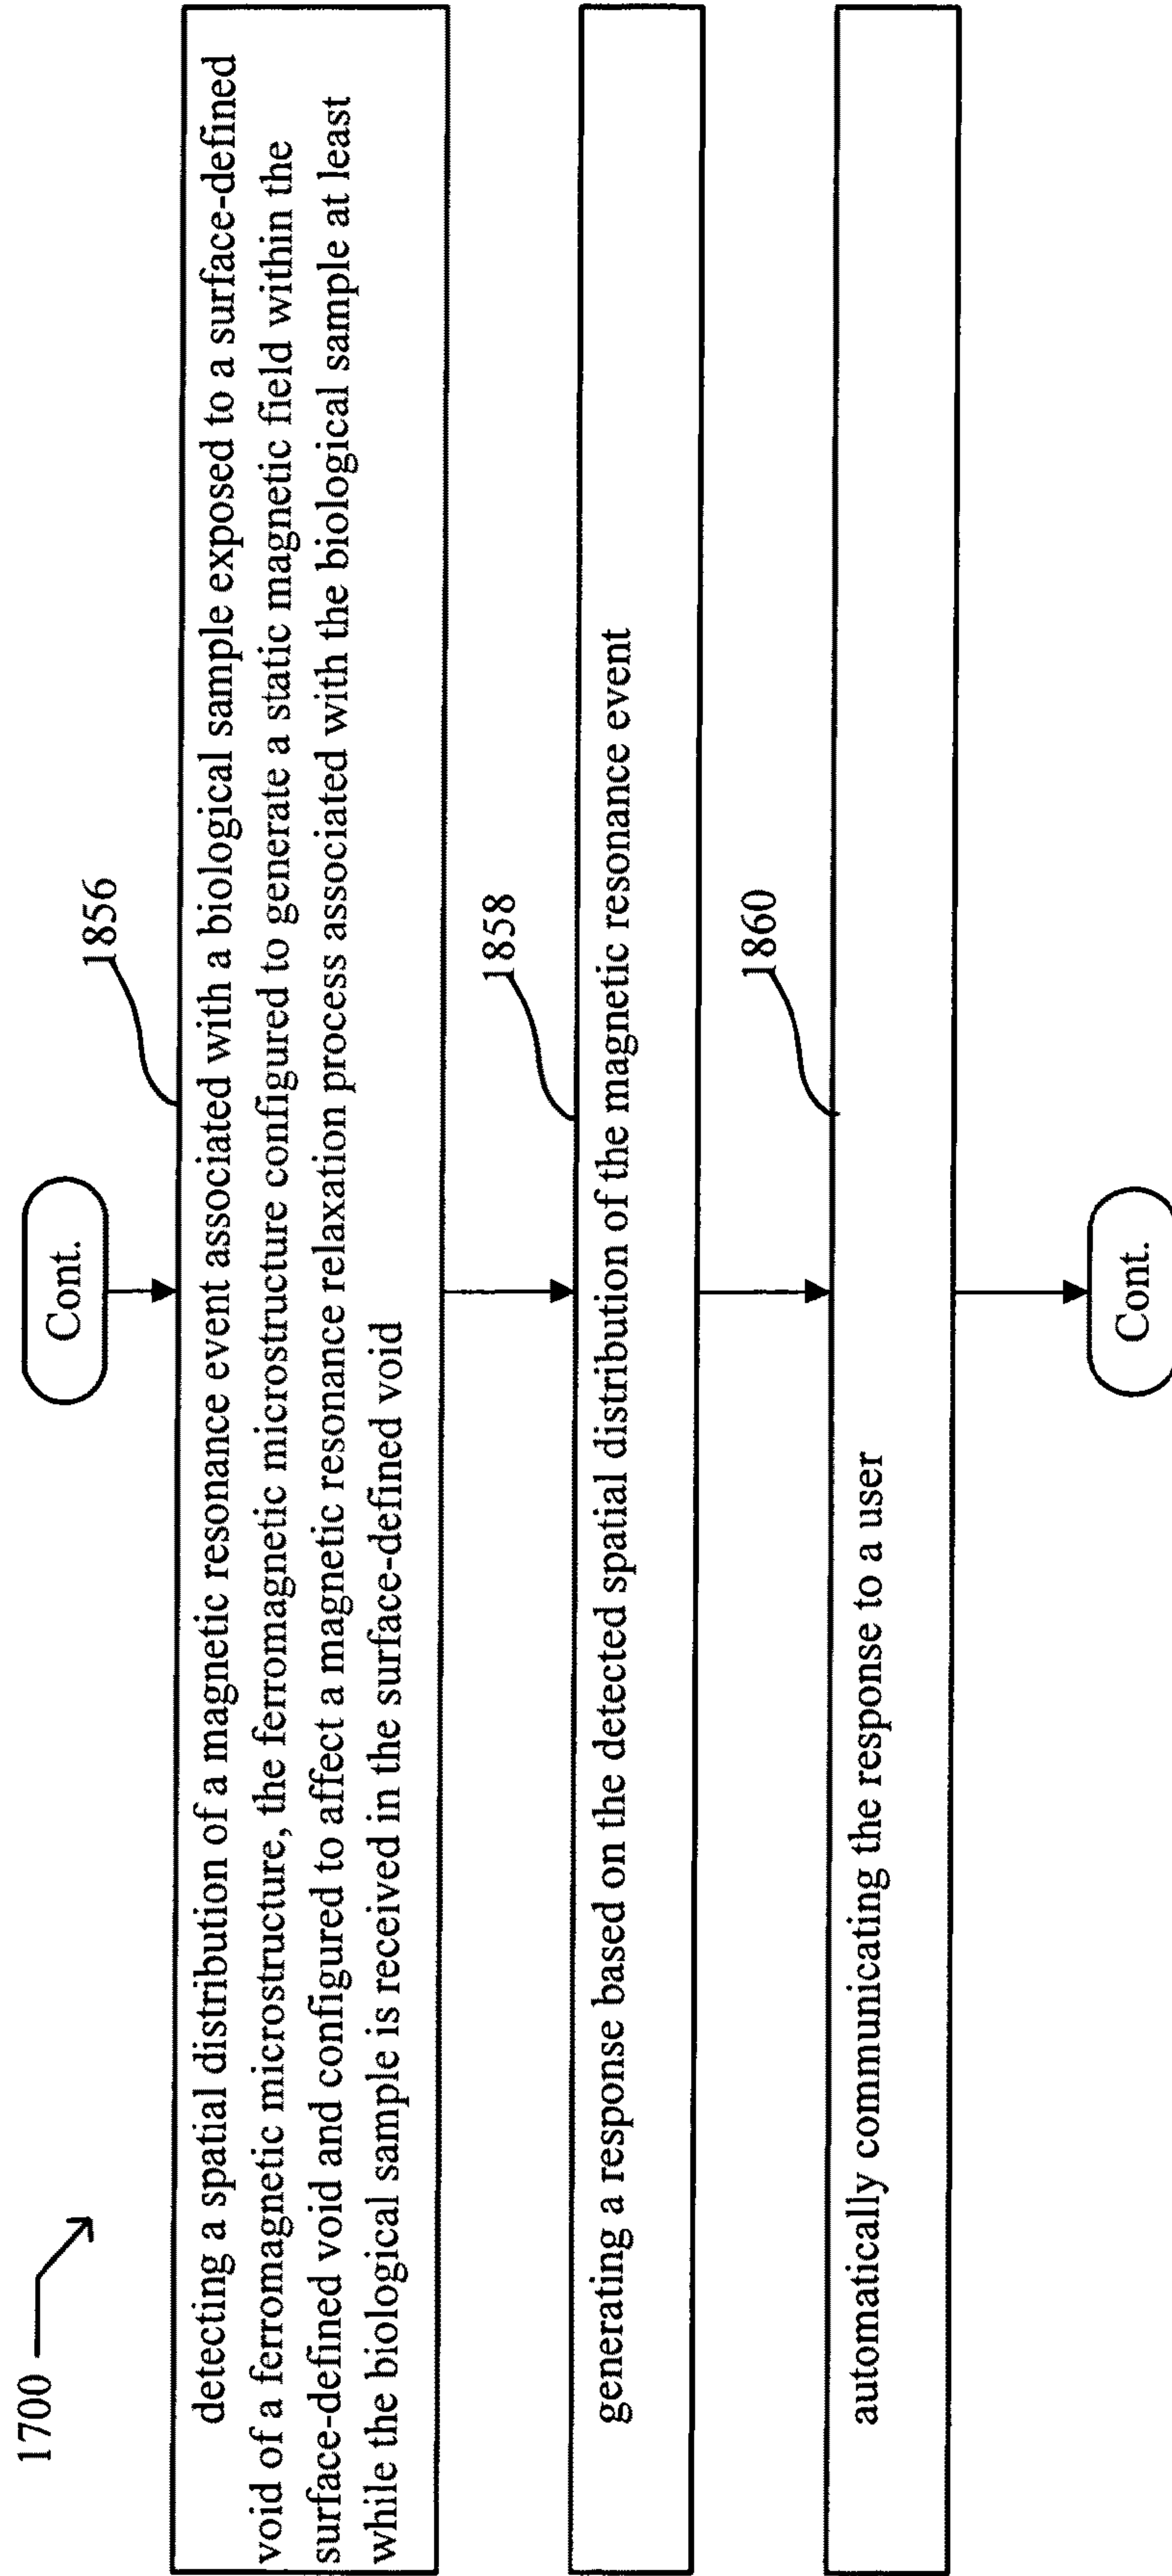 1700
Cont.
1856
detecting a spatial distribution of a magnetic resonance event associated with a biological sample exposed to a surface-defined
void of a ferromagnetic microstructure, the ferromagnetic microstructure configured to generate a static magnetic field within the
surface-defined void and configured to affect a magnetic resonance relaxation process associated with the biological sample at least
while the biological sample is received in the surface-defined void
1858
generating a response based on the detected spatial distribution of the magnetic resonance event
1860
automatically communicating the response to a user
Cont.